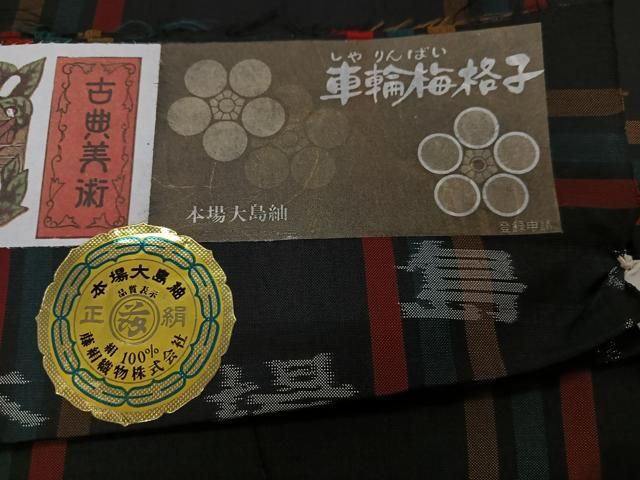 古典美術
しゃりんばい
車輪梅格子
本場大島紬
登録申請
本場大島紬
品質表示
正絹
絹100%
藤絹織物株式会社
島
場